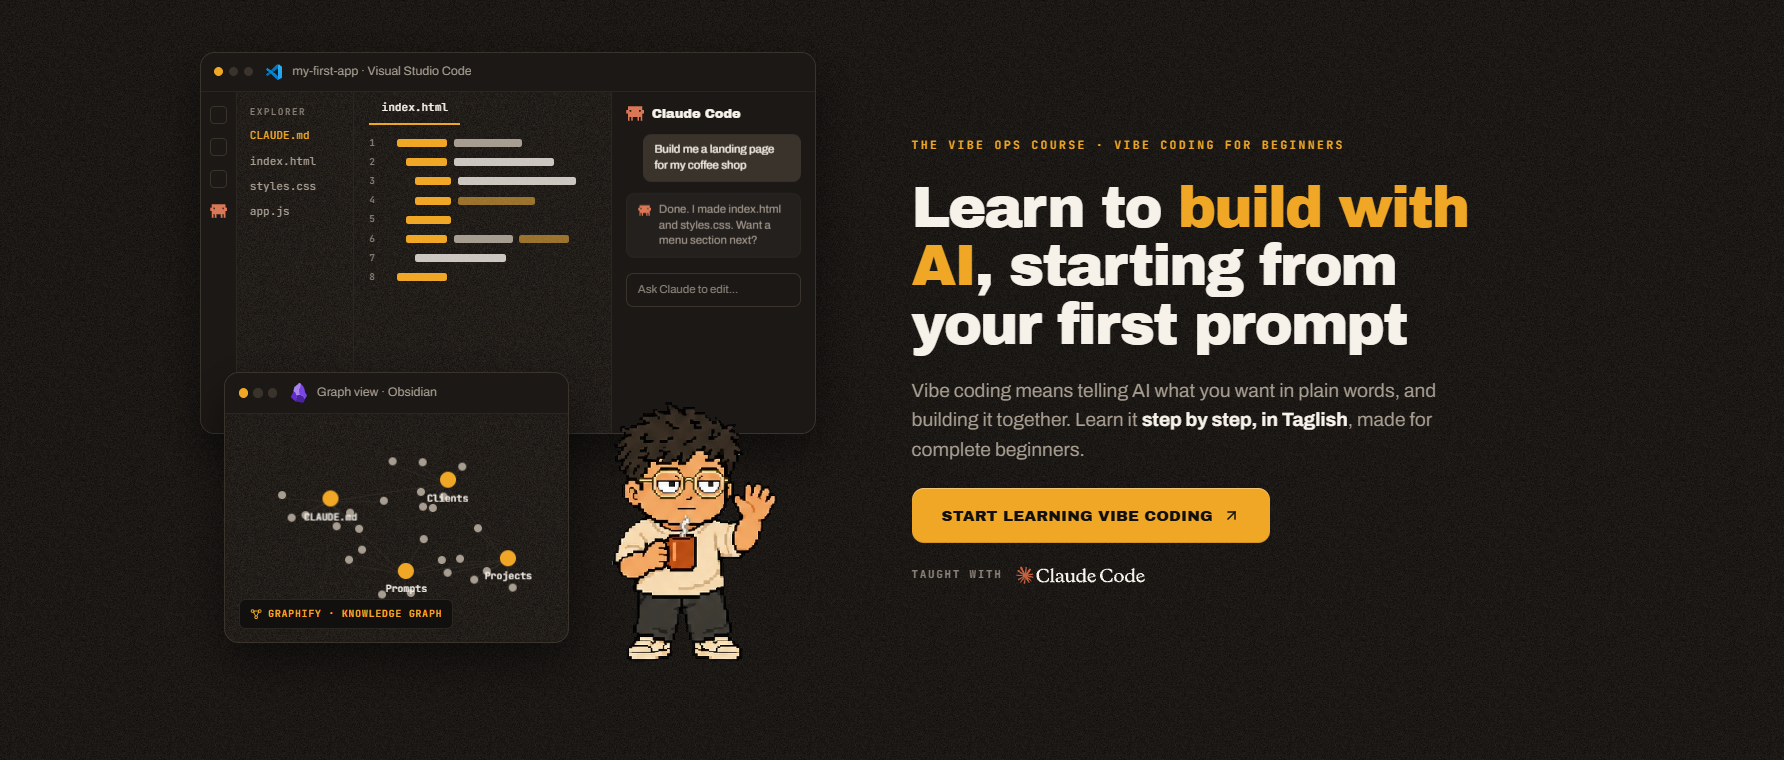 my-first-app · Visual Studio Code
EXPLORER
CLAUDE.md
index.html
styles.css
app.js
index.html
1
2
3
4
5
6
7
8
Claude Code
Build me a landing page
for my coffee shop
Done. I made index.html
and styles.css. Want a
menu section next?
Ask Claude to edit...
Graph view · Obsidian
Clients
CLAUDE.md
Projects
Prompts
GRAPHIFY · KNOWLEDGE GRAPH
THE VIBE OPS COURSE · VIBE CODING FOR BEGINNERS
Learn to build with
AI, starting from
your first prompt
Vibe coding means telling AI what you want in plain words, and
building it together. Learn it step by step, in Taglish, made for
complete beginners.
START LEARNING VIBE CODING
TAUGHT WITH Claude Code